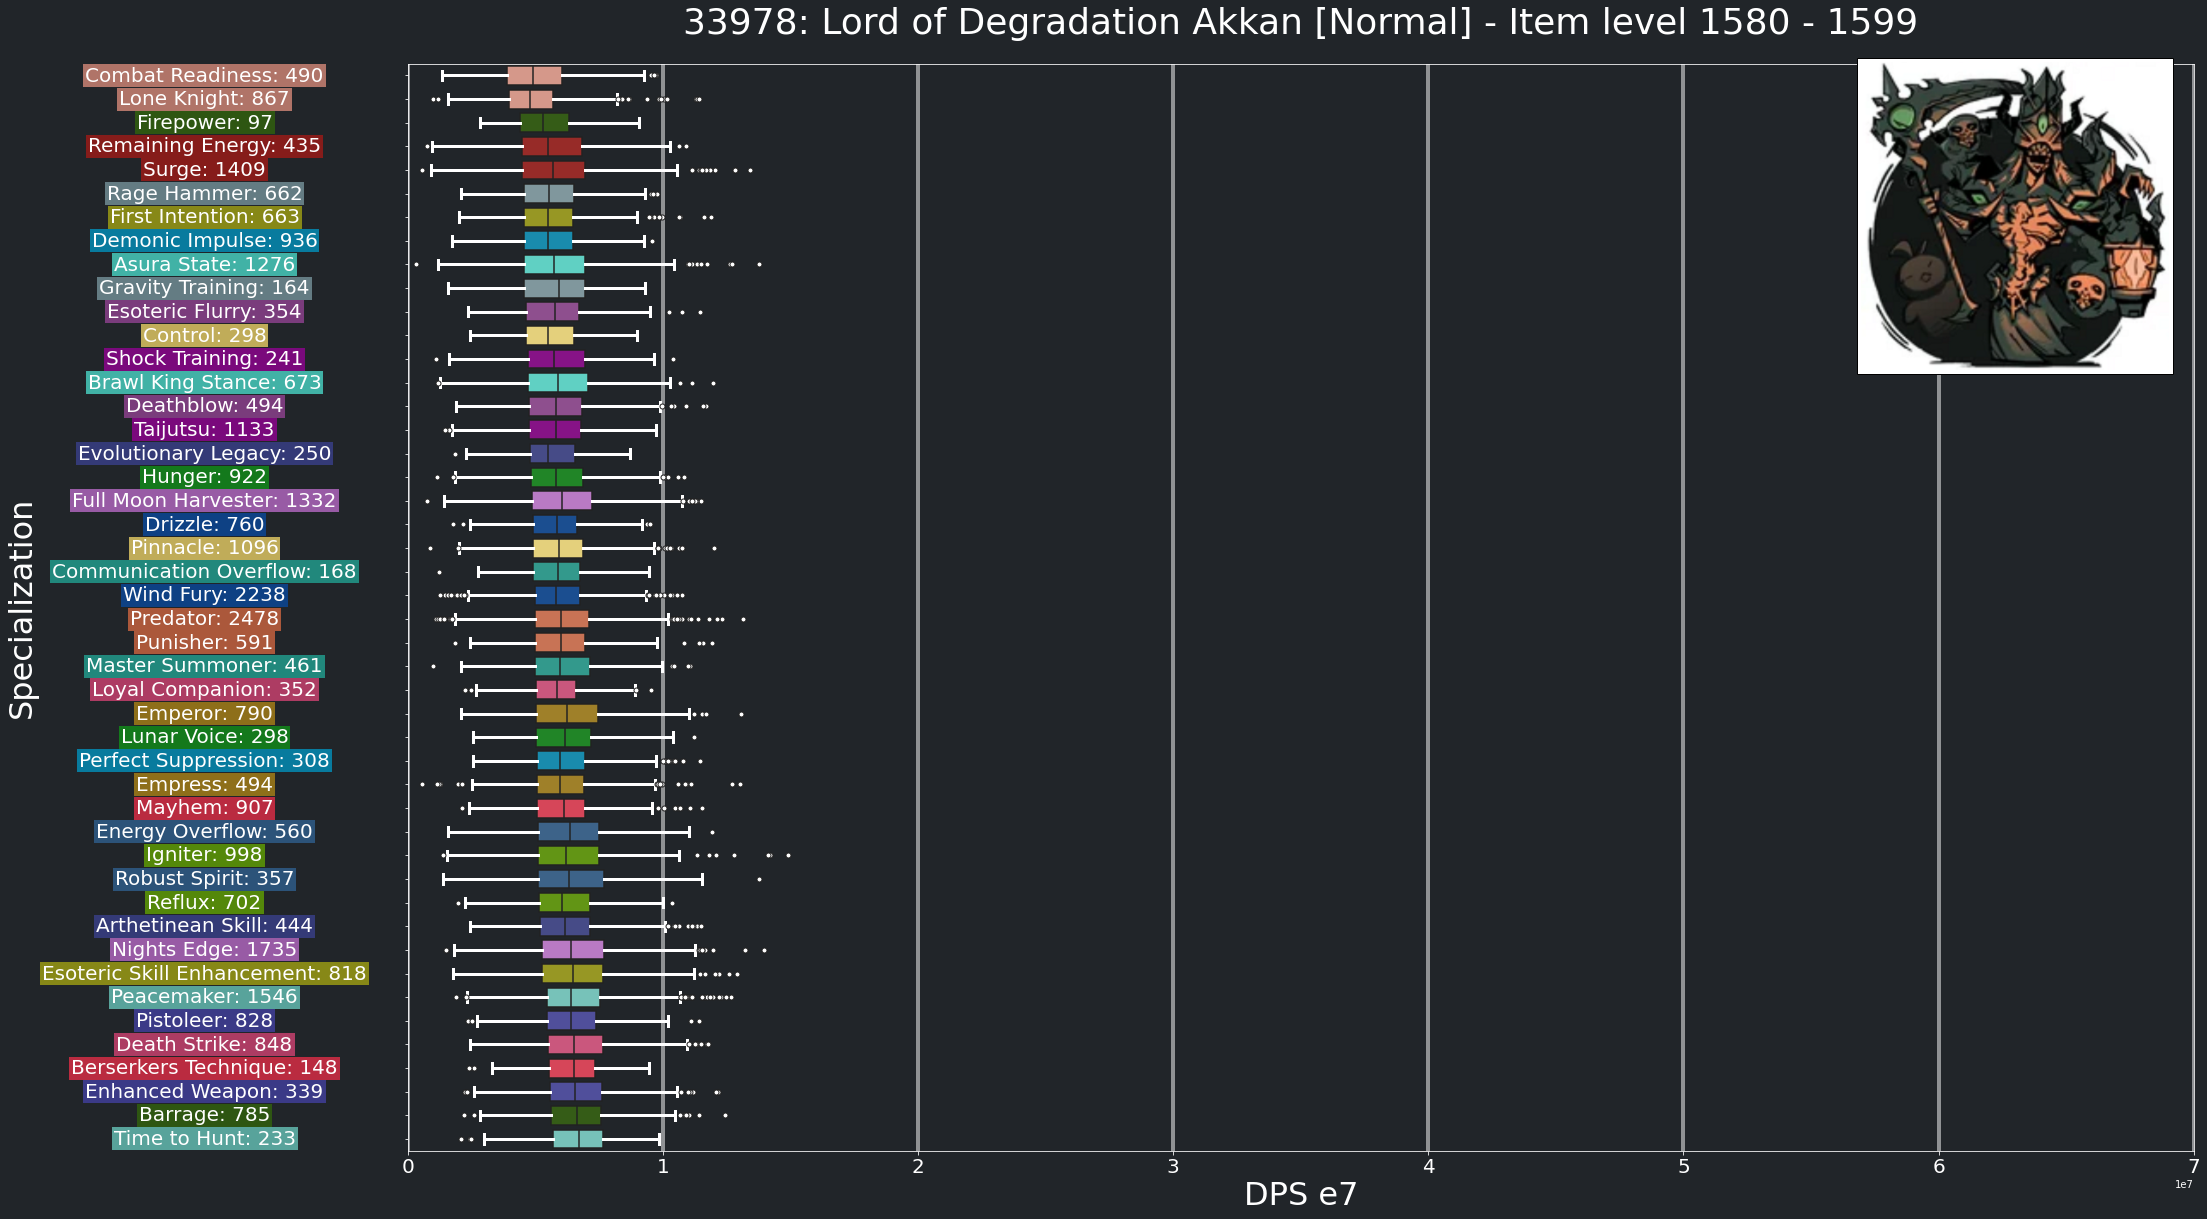 33978: Lord of Degradation Akkan [Normal] - Item level 1580 - 1599
Combat Readiness: 490
Lone Knight: 867
Firepower: 97
Remaining Energy: 435
Surge: 1409
Rage Hammer: 662
First Intention: 663
Demonic Impulse: 936
Asura State: 1276
Gravity Training: 164
Esoteric Flurry: 354
Control: 298
Shock Training: 241
Brawl King Stance: 673
Deathblow: 494
Taijutsu: 1133
Evolutionary Legacy: 250
Hunger: 922
Full Moon Harvester: 1332
Drizzle: 760
Pinnacle: 1096
Communication Overflow: 168
Wind Fury: 2238
Predator: 2478
Punisher: 591
Master Summoner: 461
Loyal Companion: 352
Emperor: 790
Lunar Voice: 298
Perfect Suppression: 308
Empress: 494
Mayhem: 907
Energy Overflow: 560
Igniter: 998
Robust Spirit: 357
Reflux: 702
Arthetinean Skill: 444
Nights Edge: 1735
Esoteric Skill Enhancement: 818
Peacemaker: 1546
Pistoleer: 828
Death Strike: 848
Berserkers Technique: 148
Enhanced Weapon: 339
Barrage: 785
Time to Hunt: 233
Specialization
0 1 2 3 4 5 6 7
1e7
DPS e7